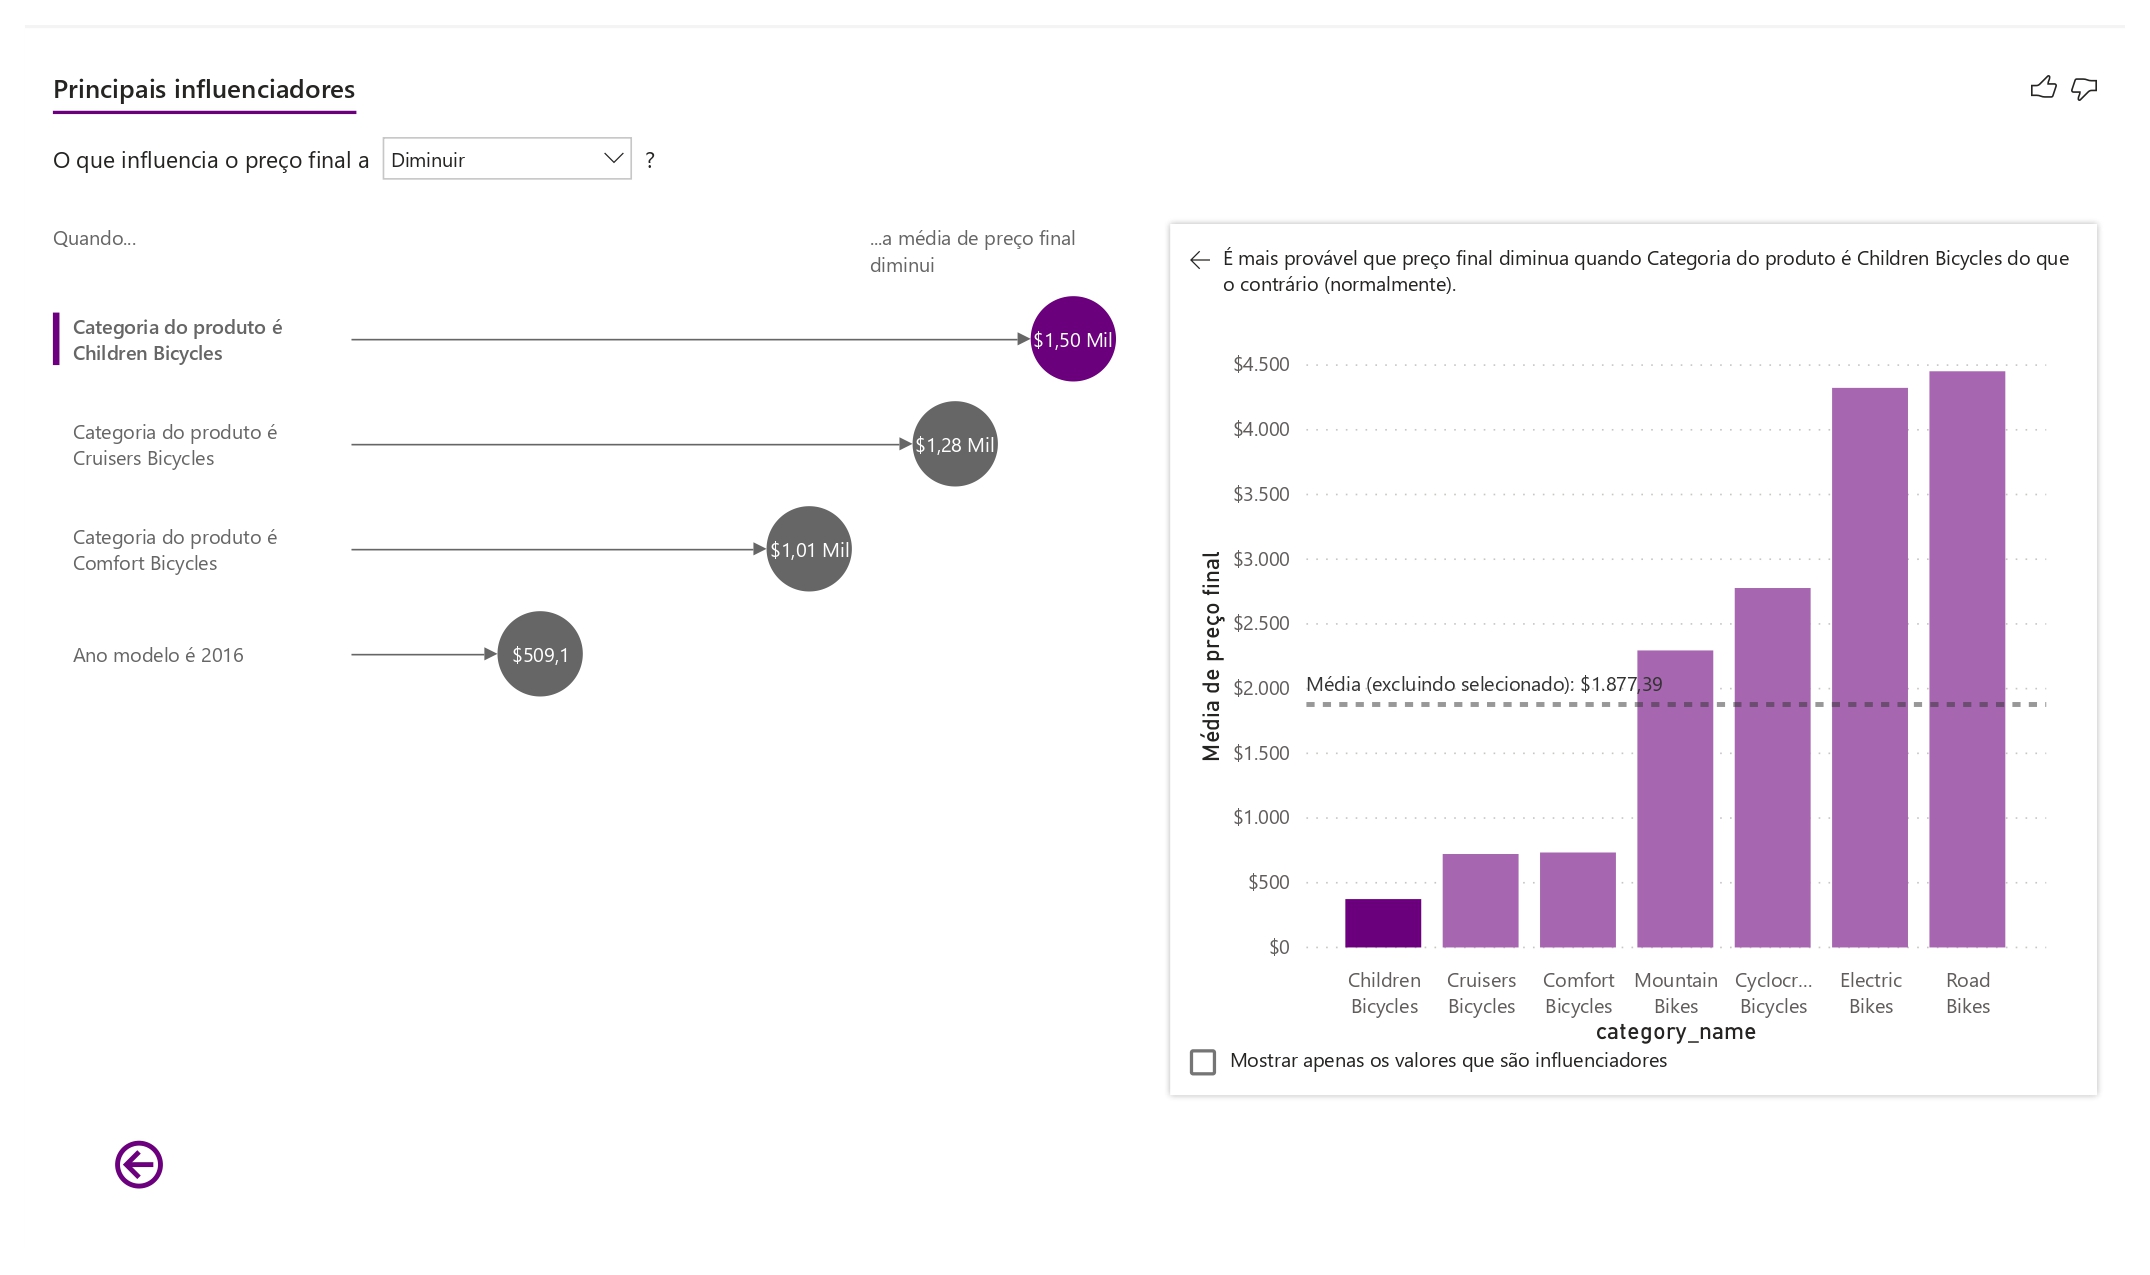 Principais influenciadores
O que influencia o preço final a
Diminuir
?
Quando...
...a média de preço final
diminui
Categoria do produto é
Children Bicycles
$1,50 Mil
Categoria do produto é
Cruisers Bicycles
$1,28 Mil
Categoria do produto é
Comfort Bicycles
$1,01 Mil
Ano modelo é 2016
$509,1
É mais provável que preço final diminua quando Categoria do produto é Children Bicycles do que
o contrário (normalmente).
Média de preço final
$4.500
$4.000
$3.500
$3.000
$2.500
$2.000
$1.500
$1.000
$500
$0
Média (excluindo selecionado): $1.877,39
Children
Bicycles
Cruisers
Bicycles
Comfort
Bicycles
Mountain
Bikes
Cyclocr...
Bicycles
Electric
Bikes
Road
Bikes
category_name
Mostrar apenas os valores que são influenciadores